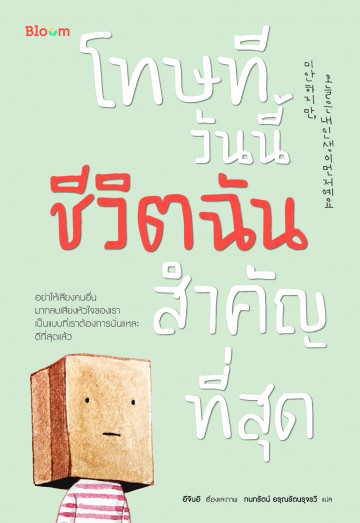 Bloom
โทษที
วันนี้
ชีวิตฉัน
สำคัญ
ที่สุด
미안하지만,
오늘은 내 인생이 먼저예요
อย่าให้เสียงคนอื่น
มากลบเสียงหัวใจของเรา
เป็นแบบที่เราต้องการนั่นแหละ
ดีที่สุดแล้ว
อีจินอี เรื่องและภาพ กนกรัตน์ อรุณรัตนรุจรวี แปล